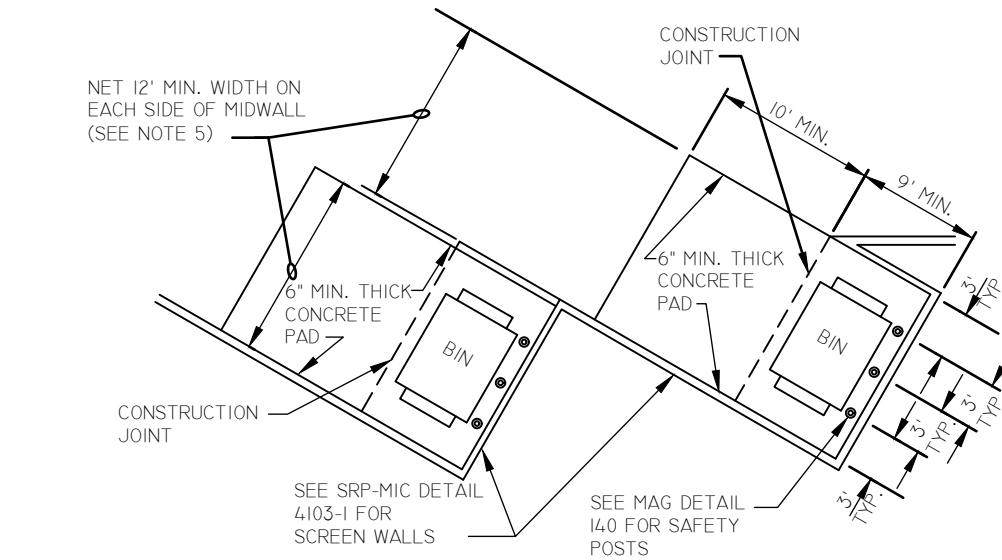 CONSTRUCTION
JOINT
NET 12' MIN. WIDTH ON
EACH SIDE OF MIDWALL
(SEE NOTE 5)
10' MIN.
9' MIN.
6" MIN. THICK
CONCRETE
PAD
6" MIN. THICK
CONCRETE
PAD
BIN
BIN
3'
TYP.
3'
TYP.
3'
TYP.
3'
TYP.
CONSTRUCTION
JOINT
SEE SRP-MIC DETAIL
4103-1 FOR
SCREEN WALLS
SEE MAG DETAIL
140 FOR SAFETY
POSTS